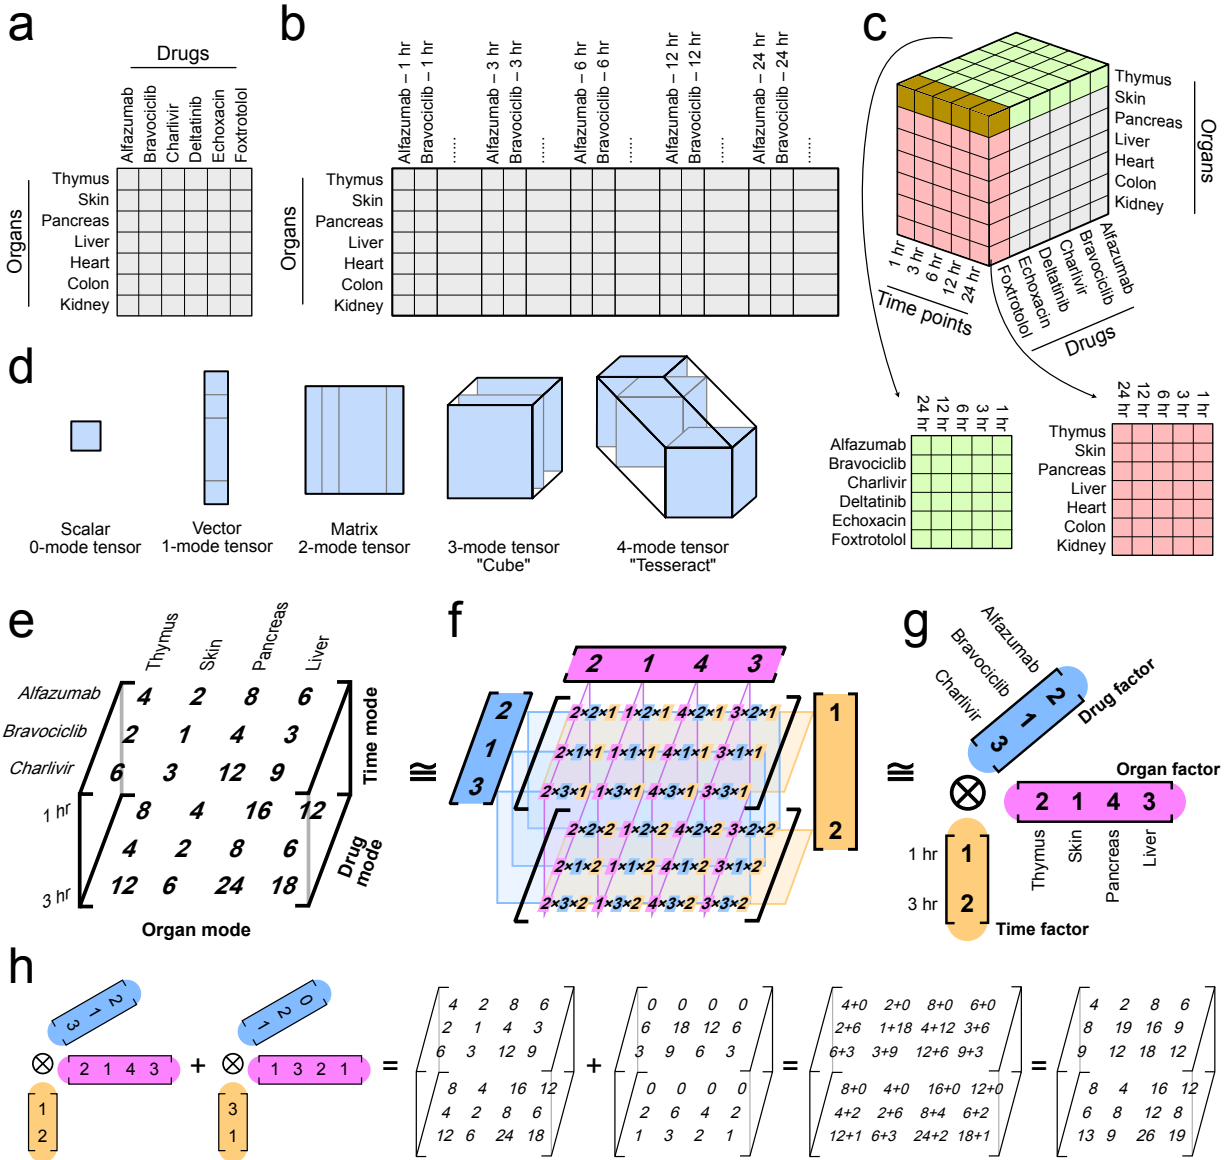 a
Drugs
Alfazumab
Bravociclib
Charlivir
Deltatinib
Echoxacin
Foxtrotolol
Organs
Thymus
Skin
Pancreas
Liver
Heart
Colon
Kidney
b
Alfazumab – 1 hr
Bravociclib – 1 hr
......
Alfazumab – 3 hr
Bravociclib – 3 hr
......
Alfazumab – 6 hr
Bravociclib – 6 hr
......
Alfazumab – 12 hr
Bravociclib – 12 hr
......
Alfazumab – 24 hr
Bravociclib – 24 hr
......
Organs
Thymus
Skin
Pancreas
Liver
Heart
Colon
Kidney
c
Thymus
Skin
Pancreas
Liver
Heart
Colon
Kidney
Organs
1 hr
3 hr
6 hr
12 hr
24 hr
Time points
Foxtrotolol
Echoxacin
Deltatinib
Charlivir
Bravociclib
Alfazumab
Drugs
24 hr
12 hr
6 hr
3 hr
1 hr
Alfazumab
Bravociclib
Charlivir
Deltatinib
Echoxacin
Foxtrotolol
24 hr
12 hr
6 hr
3 hr
1 hr
Thymus
Skin
Pancreas
Liver
Heart
Colon
Kidney
d
Scalar
0-mode tensor
Vector
1-mode tensor
Matrix
2-mode tensor
3-mode tensor
"Cube"
4-mode tensor
"Tesseract"
e
Thymus
Skin
Pancreas
Liver
Alfazumab 4 2 8 6
Bravociclib 2 1 4 3
Charlivir 6 3 12 9
1 hr 8 4 16 12
4 2 8 6
3 hr 12 6 24 18
Time mode
Drug mode
Organ mode
≅
f
2 1 4 3
2
1
3
1
2
2×2×1 1×2×1 4×2×1 3×2×1
2×1×1 1×1×1 4×1×1 3×1×1
2×3×1 1×3×1 4×3×1 3×3×1
2×2×2 1×2×2 4×2×2 3×2×2
2×1×2 1×1×2 4×1×2 3×1×2
2×3×2 1×3×2 4×3×2 3×3×2
≅
g
Alfazumab
Bravociclib
Charlivir
2
1
3
Drug factor
Organ factor
⊗
2 1 4 3
Thymus
Skin
Pancreas
Liver
1 hr 1
3 hr 2
Time factor
h
2
1
3
⊗ 2 1 4 3
1
2
+
0
2
1
⊗ 1 3 2 1
3
1
=
4 2 8 6
2 1 4 3
6 3 12 9
8 4 16 12
4 2 8 6
12 6 24 18
+
0 0 0 0
6 18 12 6
3 9 6 3
0 0 0 0
2 6 4 2
1 3 2 1
=
4+0 2+0 8+0 6+0
2+6 1+18 4+12 3+6
6+3 3+9 12+6 9+3
8+0 4+0 16+0 12+0
4+2 2+6 8+4 6+2
12+1 6+3 24+2 18+1
=
4 2 8 6
8 19 16 9
9 12 18 12
8 4 16 12
6 8 12 8
13 9 26 19